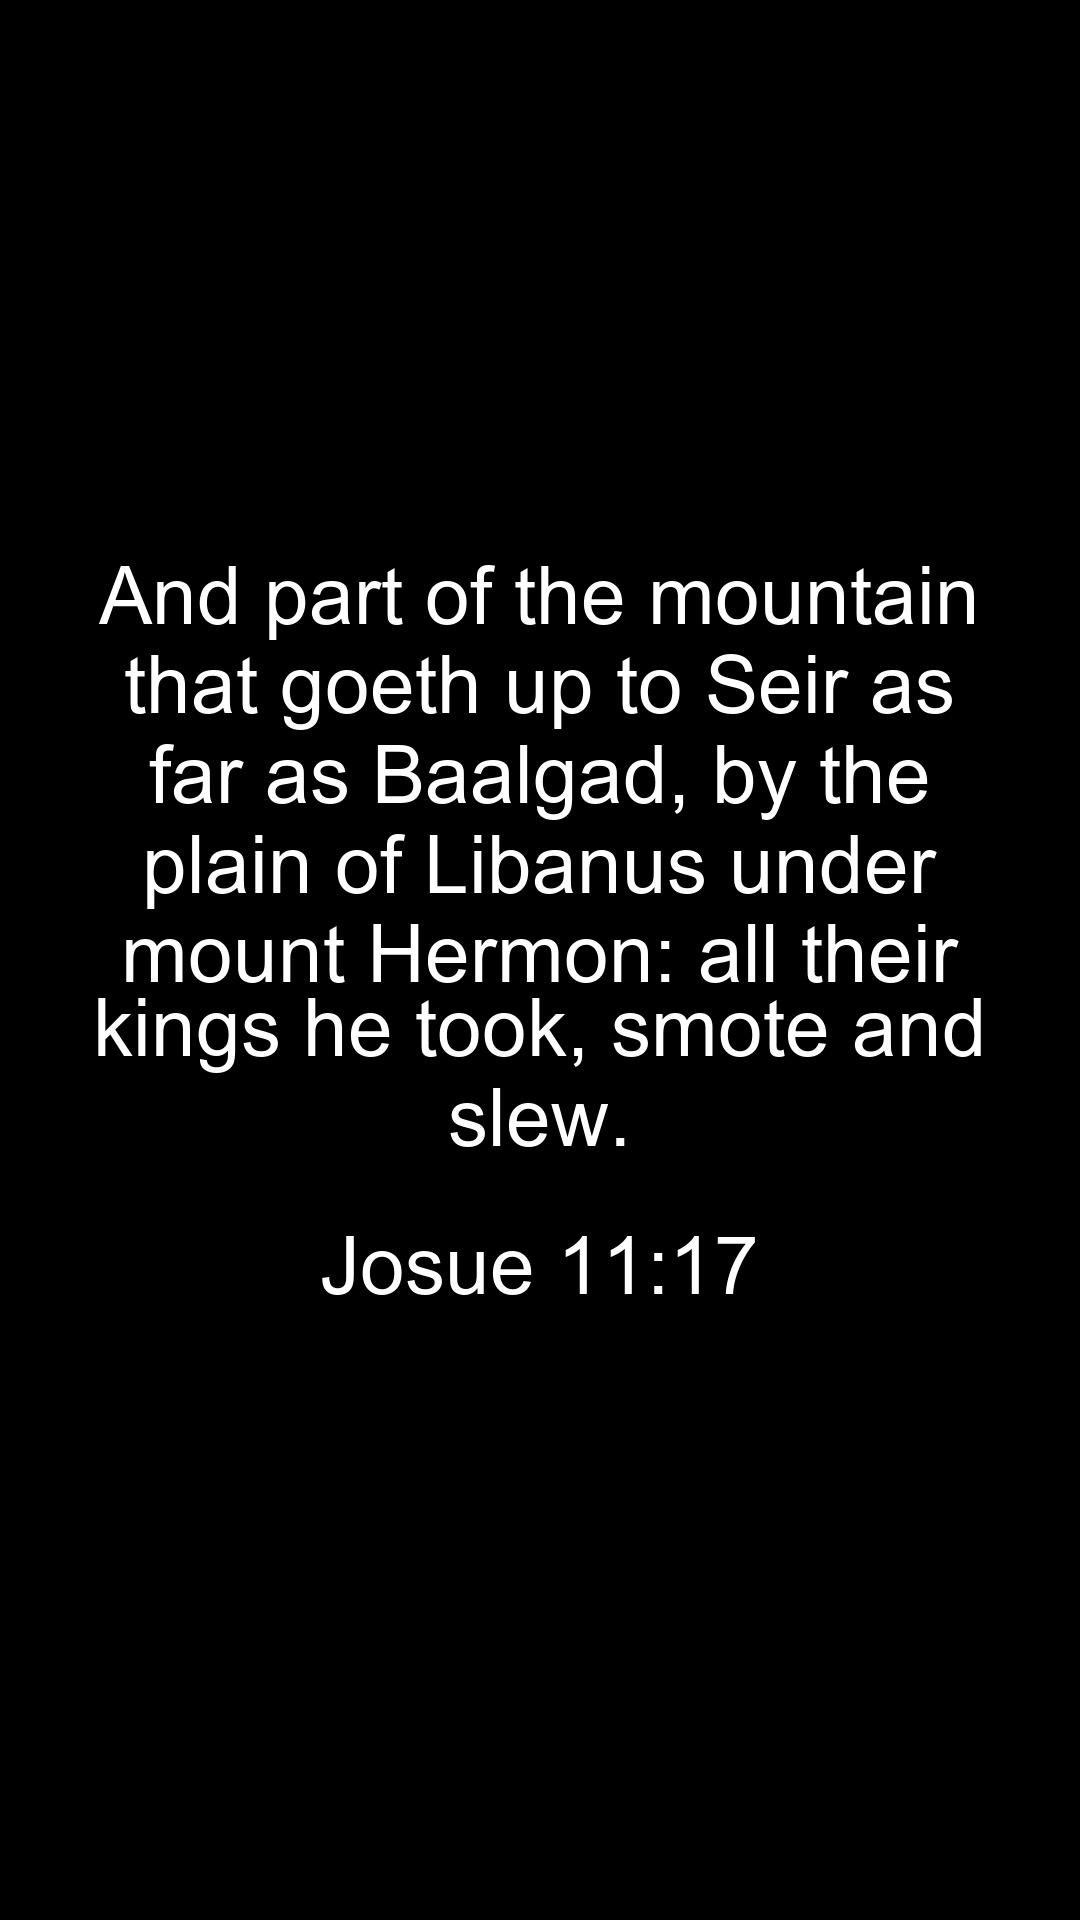 And part of the mountain
that goeth up to Seir as
far as Baalgad, by the
plain of Libanus under
mount Hermon: all their
kings he took, smote and
slew.
Josue 11:17